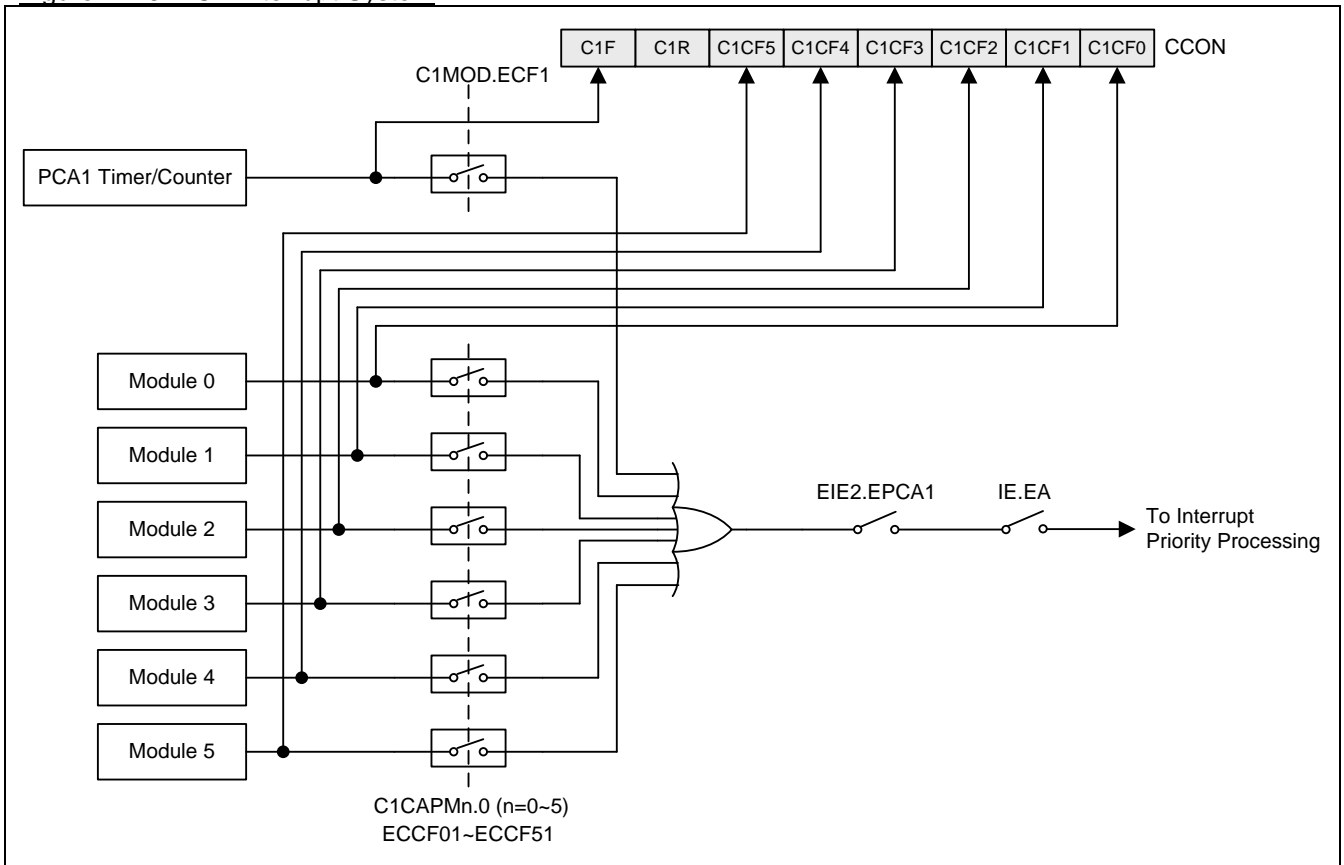 C1F C1R C1CF5 C1CF4 C1CF3 C1CF2 C1CF1 C1CF0 CCON
C1MOD.ECF1
PCA1 Timer/Counter
Module 0
Module 1
Module 2
Module 3
Module 4
Module 5
EIE2.EPCA1
IE.EA
To Interrupt
Priority Processing
C1CAPMn.0 (n=0~5)
ECCF01~ECCF51